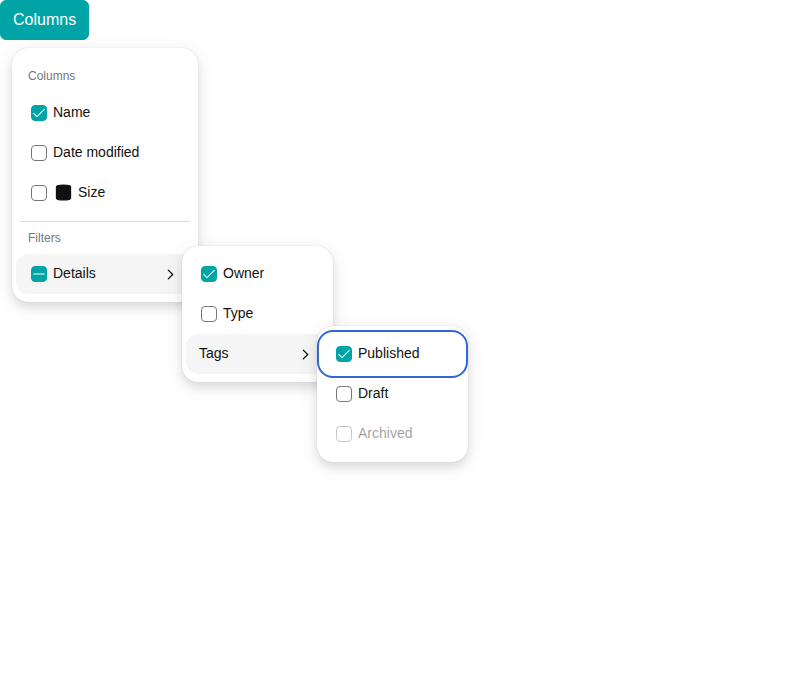 Columns
Columns
Name
Date modified
Size
Filters
Details
Owner
Type
Tags
Published
Draft
Archived